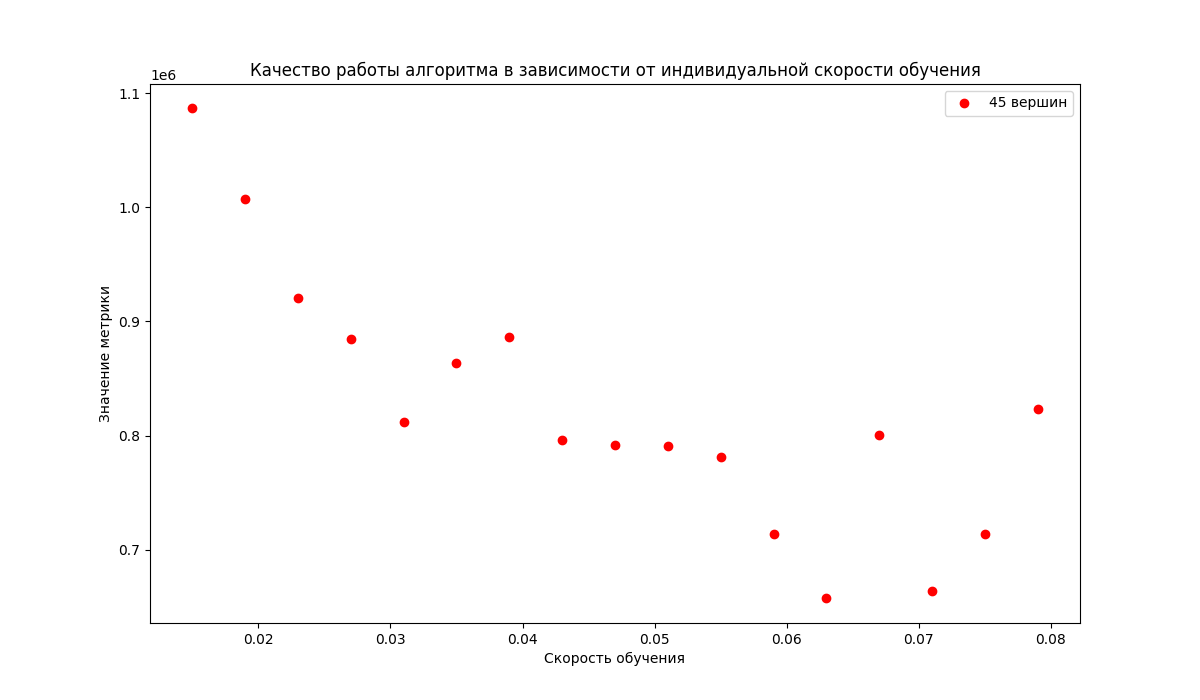 Качество работы алгоритма в зависимости от индивидуальной скорости обучения
1e6
45 вершин
1.1
1.0
0.9
0.8
0.7
Значение метрики
0.02 0.03 0.04 0.05 0.06 0.07 0.08
Скорость обучения